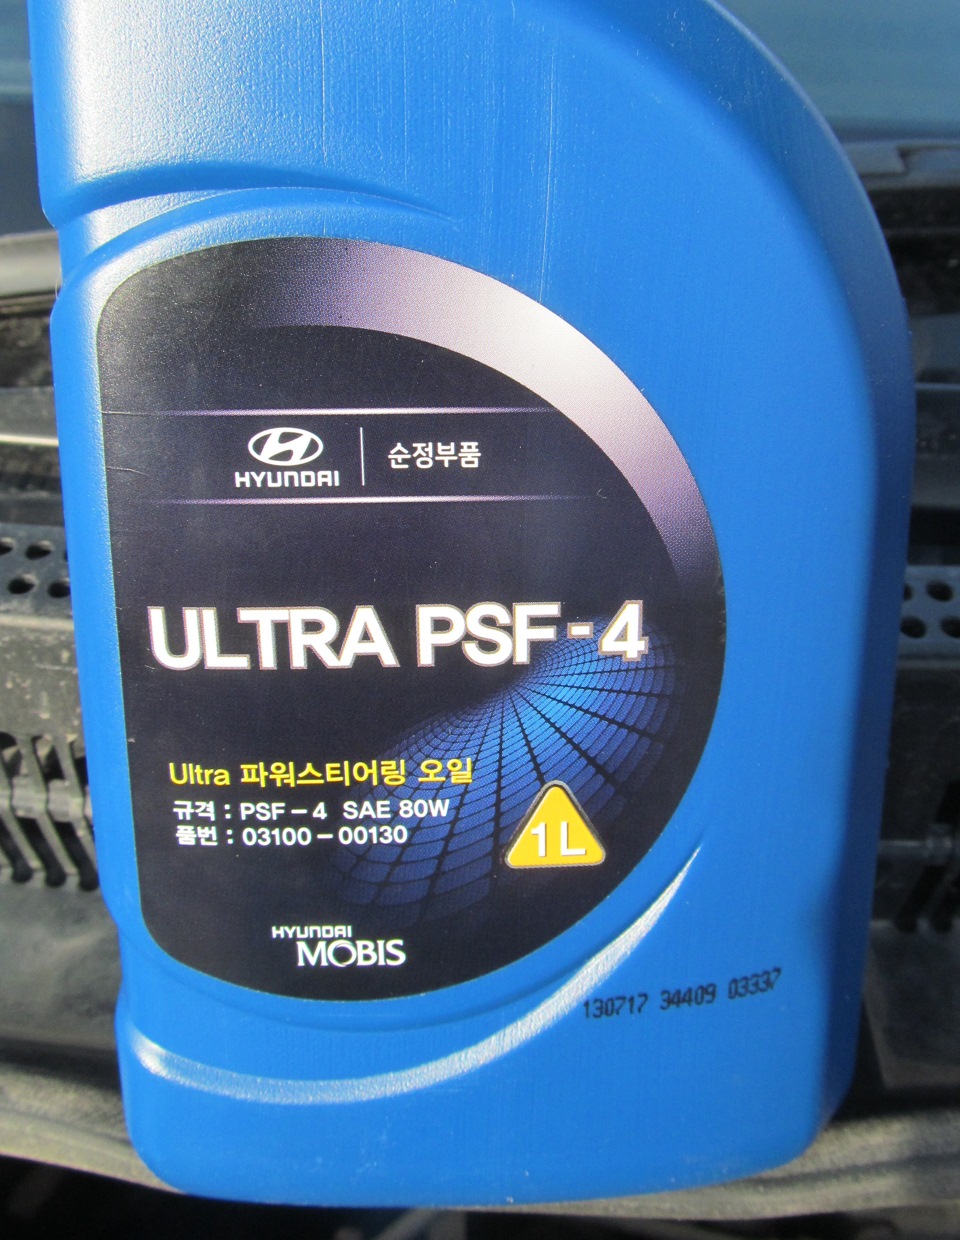 HYUNDAI 순정부품
ULTRA PSF-4
Ultra 파워스티어링 오일
규격 : PSF-4 SAE 80W
품번 : 03100-00130
1L
HYUNDAI
MOBIS
130717 34409 03337